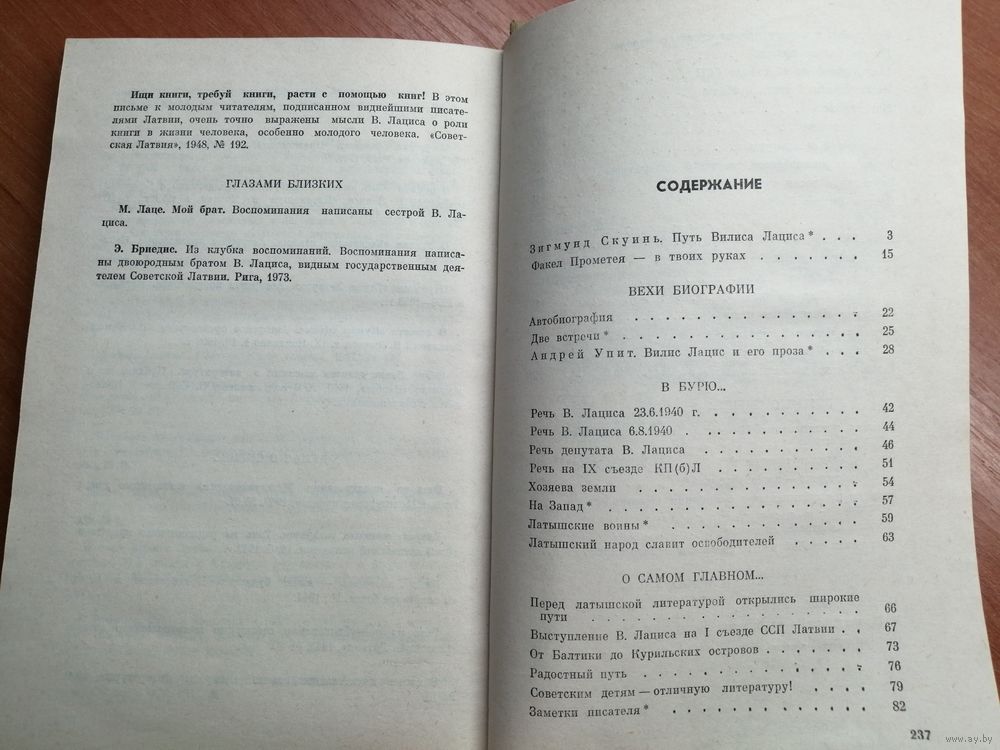 Ищи книги, требуй книги, расти с помощью книг! В этом
письме к молодым читателям, подписанном виднейшими писате-
лями Латвии, очень точно выражены мысли В. Лациса о роли
книги в жизни человека, особенно молодого человека. «Совет-
ская Латвия», 1948, № 192.
ГЛАЗАМИ БЛИЗКИХ
М. Лаце. Мой брат. Воспоминания написаны сестрой В. Ла-
циса.
Э. Бриедис. Из клубка воспоминаний. Воспоминания написа-
ны двоюродным братом В. Лациса, видным государственным дея-
телем Советской Латвии. Рига, 1973.
СОДЕРЖАНИЕ
Зигмунд Скуинь. Путь Вилиса Лациса * . . . 3
Факел Прометея — в твоих руках . . . . . . . 15
ВЕХИ БИОГРАФИИ
Автобиография . . . . . . . . . . . . 22
Две встречи * . . . . . . . . . . . . . 25
Андрей Упит. Вилис Лацис и его проза * . . . 28
В БУРЮ...
Речь В. Лациса 23.6.1940 г. . . . . . . . . . 42
Речь В. Лациса 6.8.1940 . . . . . . . . . . 44
Речь депутата В. Лациса . . . . . . . . . . 46
Речь на IX съезде КП(б)Л . . . . . . . . . 51
Хозяева земли . . . . . . . . . . . . 54
На Запад * . . . . . . . . . . . . . 57
Латышские воины * . . . . . . . . . . 59
Латышский народ славит освободителей . . . . . 63
О САМОМ ГЛАВНОМ...
Перед латышской литературой открылись широкие
пути . . . . . . . . . . . . . . 66
Выступление В. Лациса на I съезде ССП Латвии . . 67
От Балтики до Курильских островов . . . . . . . 73
Радостный путь . . . . . . . . . . . . 76
Советским детям — отличную литературу! . . . . 79
Заметки писателя * . . . . . . . . . . . 82
237
www.ay.by